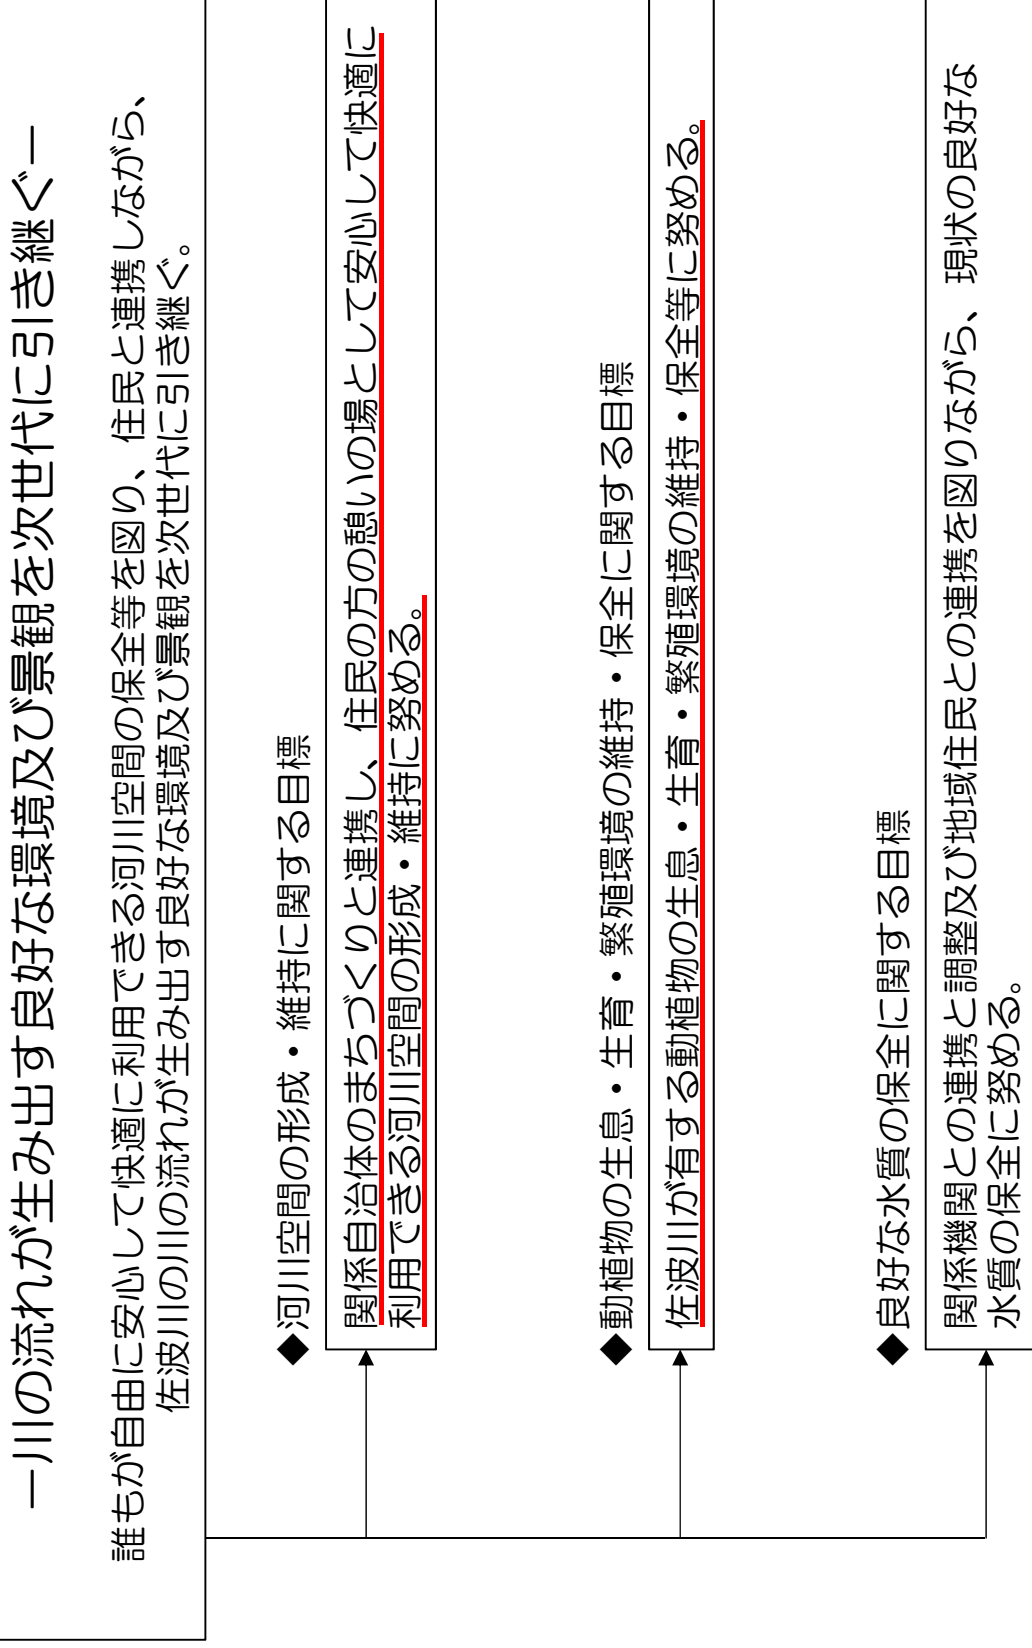 ー川の流れが生み出す良好な環境及び景観を次世代に引き継ぐー
誰もが自由に安心して快適に利用できる河川空間の保全等を図り、住民と連携しながら、
佐波川の川の流れが生み出す良好な環境及び景観を次世代に引き継ぐ。
◆河川空間の形成・維持に関する目標
関係自治体のまちづくりと連携し、住民の方の憩いの場として安心して快適に
利用できる河川空間の形成・維持に努める。
◆動植物の生息・生育・繁殖環境の維持・保全に関する目標
佐波川が有する動植物の生息・生育・繁殖環境の維持・保全等に努める。
◆良好な水質の保全に関する目標
関係機関との連携と調整及び地域住民との連携を図りながら、現状の良好な
水質の保全に努める。